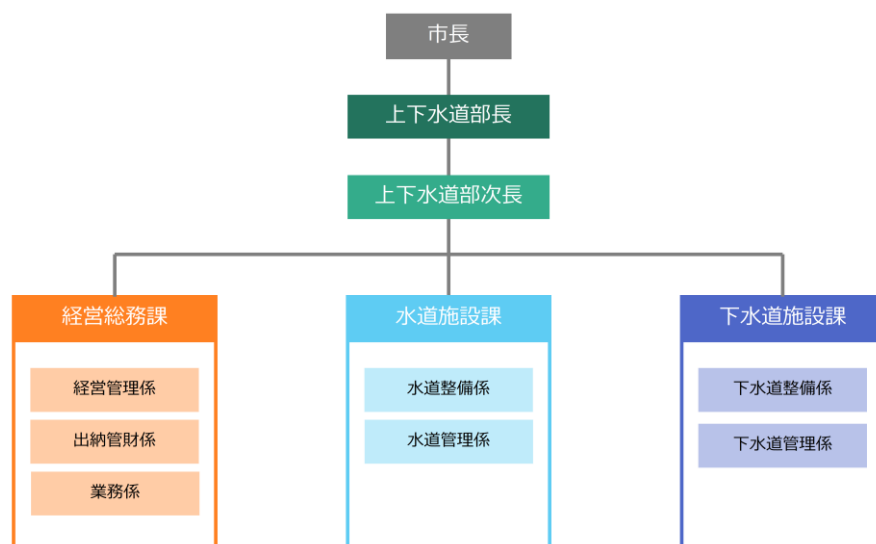 市長
上下水道部長
上下水道部次長
経営総務課
経営管理係
出納管財係
業務係
水道施設課
水道整備係
水道管理係
下水道施設課
下水道整備係
下水道管理係